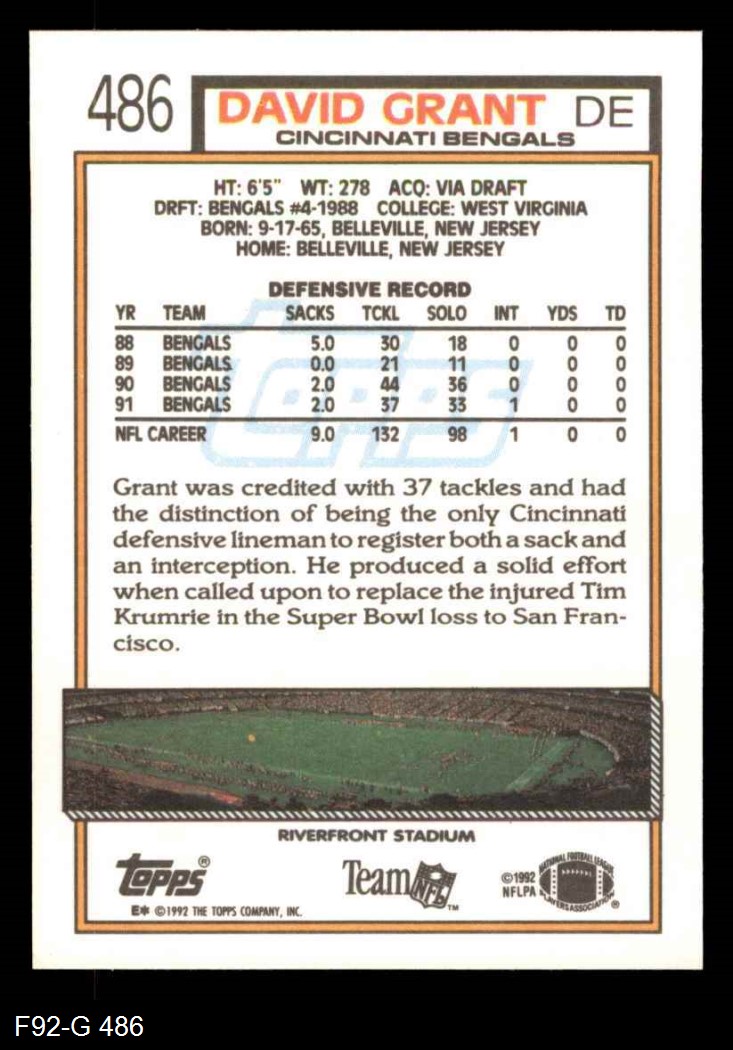 486 DAVID GRANT DE
CINCINNATI BENGALS
HT: 6'5" WT: 278 ACQ: VIA DRAFT
DRFT: BENGALS #4-1988 COLLEGE: WEST VIRGINIA
BORN: 9-17-65, BELLEVILLE, NEW JERSEY
HOME: BELLEVILLE, NEW JERSEY
DEFENSIVE RECORD
YR TEAM SACKS TCKL SOLO INT YDS TD
88 BENGALS 5.0 30 18 0 0 0
89 BENGALS 0.0 21 11 0 0 0
90 BENGALS 2.0 44 36 0 0 0
91 BENGALS 2.0 37 33 1 0 0
NFL CAREER 9.0 132 98 1 0 0
topps
Grant was credited with 37 tackles and had
the distinction of being the only Cincinnati
defensive lineman to register both a sack and
an interception. He produced a solid effort
when called upon to replace the injured Tim
Krumrie in the Super Bowl loss to San Fran-
cisco.
RIVERFRONT STADIUM
topps®
E* ©1992 THE TOPPS COMPANY, INC.
Team NFL™
©1992
NFLPA
NATIONAL FOOTBALL LEAGUE
PLAYERS ASSOCIATION ®
F92-G 486